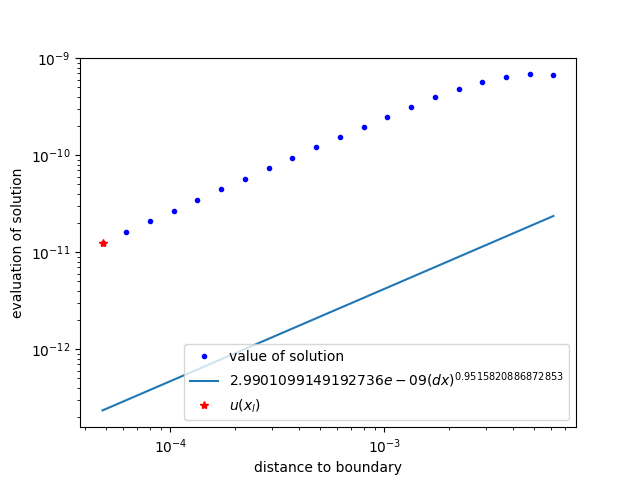 10⁻⁹
10⁻¹⁰
10⁻¹¹
10⁻¹²
evaluation of solution
value of solution
2.9901099149192736e − 09(dx)^0.9515820886872853
u(x_l)
10⁻⁴
10⁻³
distance to boundary